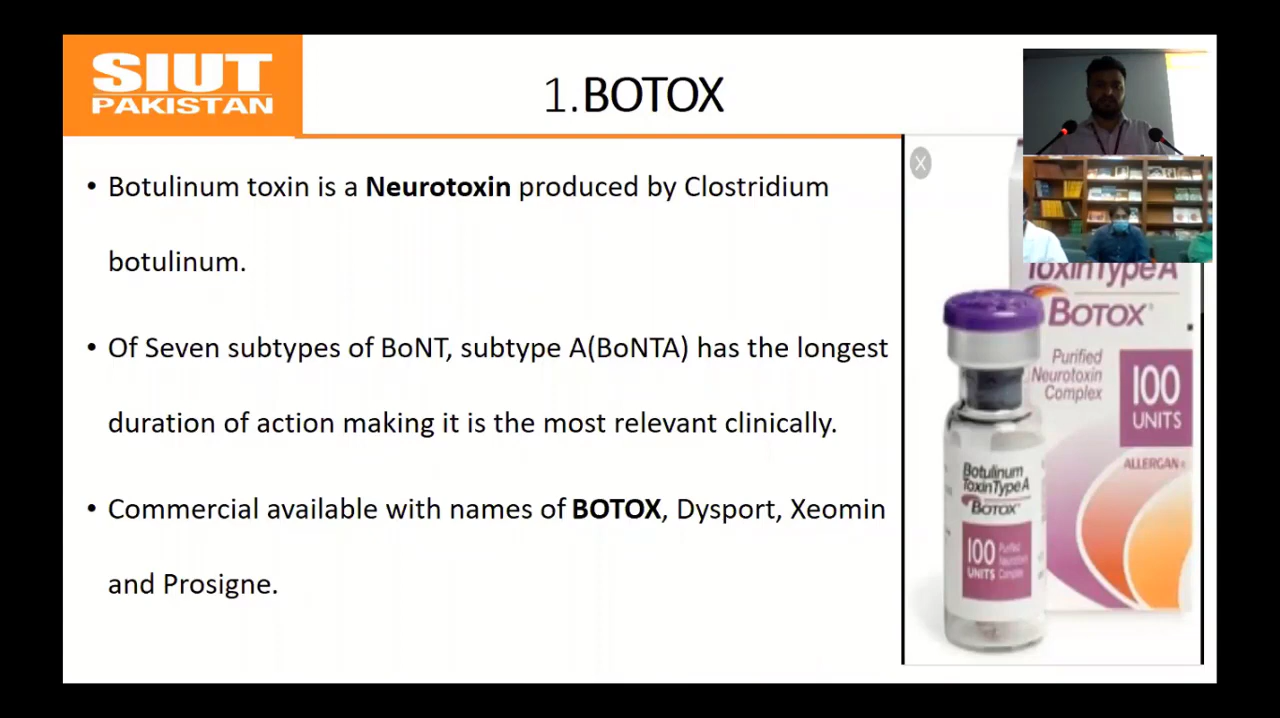 SIUT
PAKISTAN
1.BOTOX
• Botulinum toxin is a Neurotoxin produced by Clostridium
botulinum.
• Of Seven subtypes of BoNT, subtype A(BoNTA) has the longest
duration of action making it is the most relevant clinically.
• Commercial available with names of BOTOX, Dysport, Xeomin
and Prosigne.
X
Toxin Type A
BOTOX®
Purified
Neurotoxin
Complex
100
UNITS
ALLERGAN
Botulinum
Toxin Type A
BOTOX®
100
UNITS
Purified
Neurotoxin
Complex